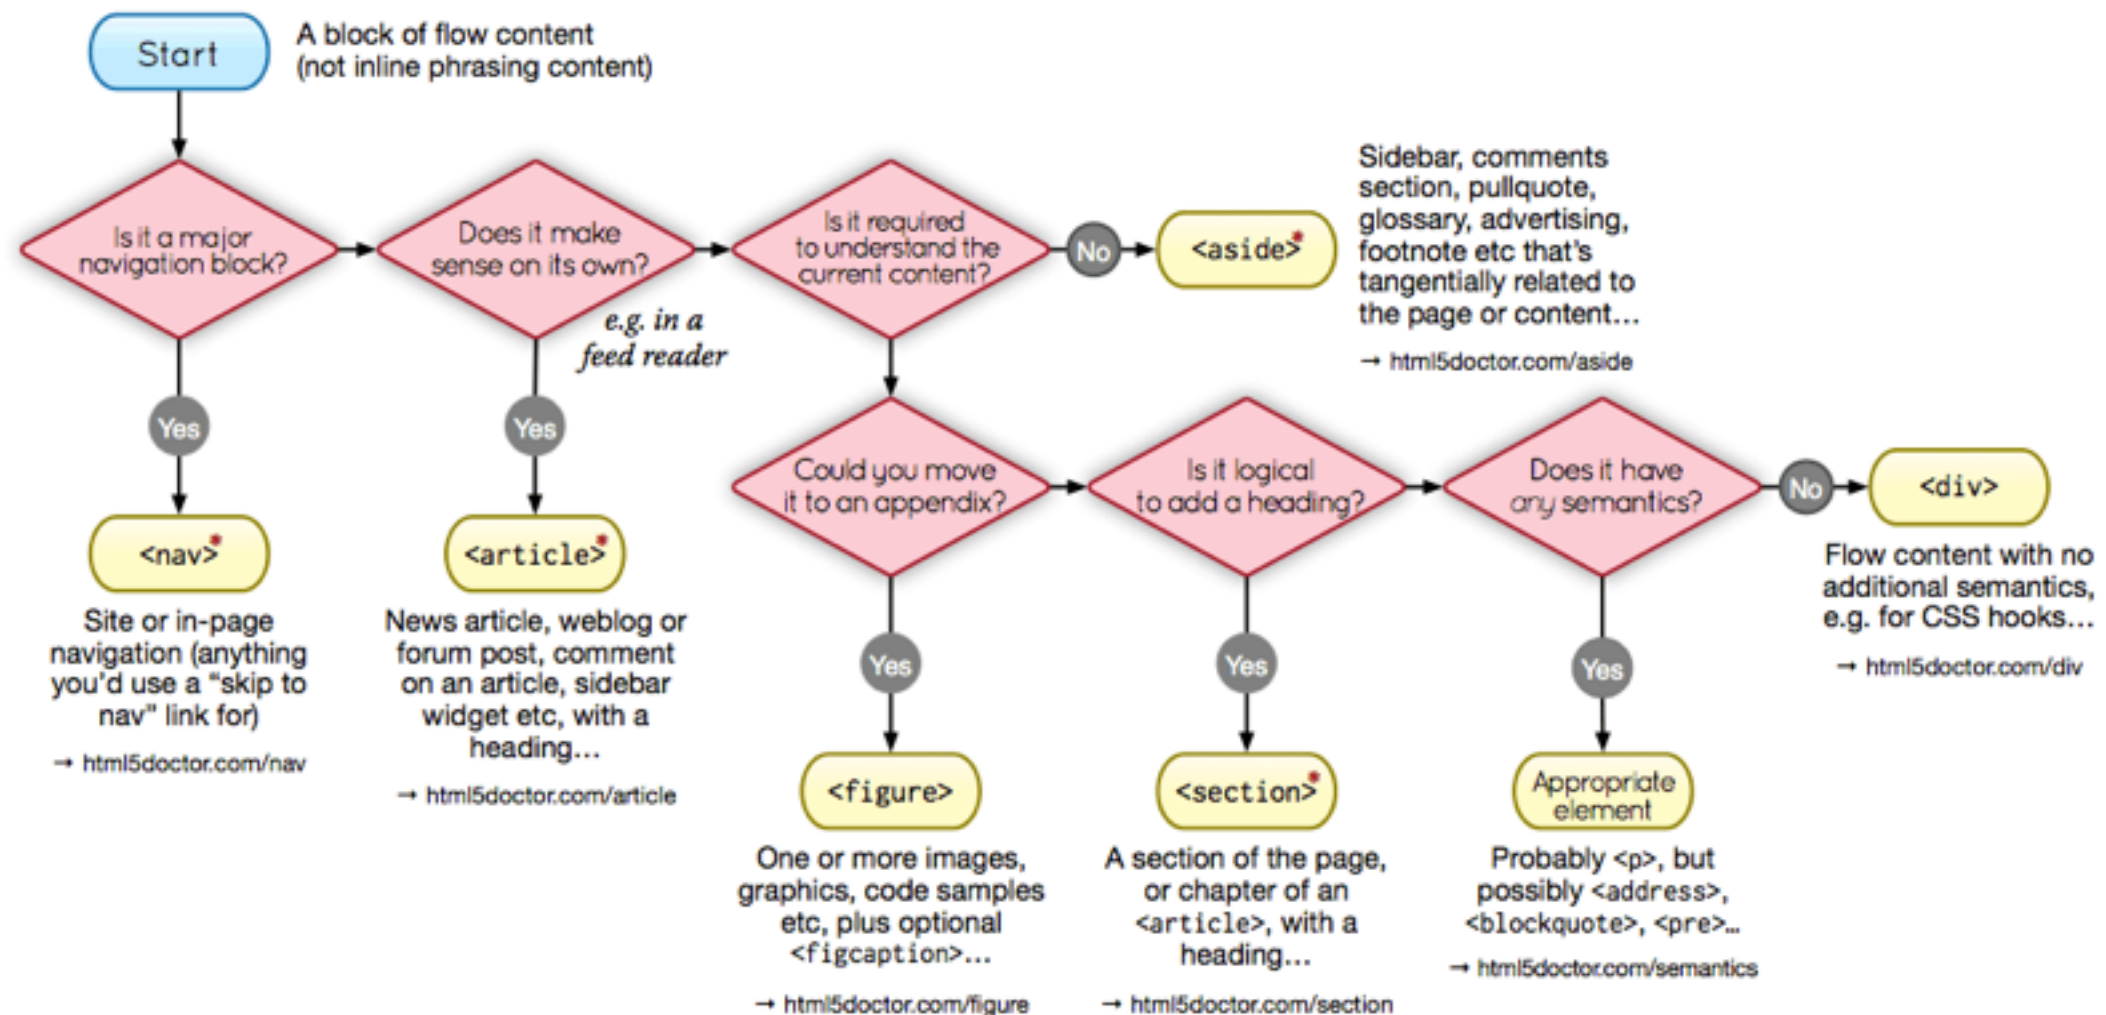 Start
A block of flow content
(not inline phrasing content)
Is it a major
navigation block?
Does it make
sense on its own?
e.g. in a
feed reader
Is it required
to understand the
current content?
No
<aside>*
Sidebar, comments
section, pullquote,
glossary, advertising,
footnote etc that's
tangentially related to
the page or content…
→ html5doctor.com/aside
Yes
<nav>*
Site or in-page
navigation (anything
you'd use a “skip to
nav” link for)
→ html5doctor.com/nav
Yes
<article>*
News article, weblog or
forum post, comment
on an article, sidebar
widget etc, with a
heading…
→ html5doctor.com/article
Could you move
it to an appendix?
Is it logical
to add a heading?
Does it have
any semantics?
No
<div>
Flow content with no
additional semantics,
e.g. for CSS hooks…
→ html5doctor.com/div
Yes
<figure>
One or more images,
graphics, code samples
etc, plus optional
<figcaption>…
→ html5doctor.com/figure
Yes
<section>*
A section of the page,
or chapter of an
<article>, with a
heading…
→ html5doctor.com/section
Yes
Appropriate
element
Probably <p>, but
possibly <address>,
<blockquote>, <pre>…
→ html5doctor.com/semantics